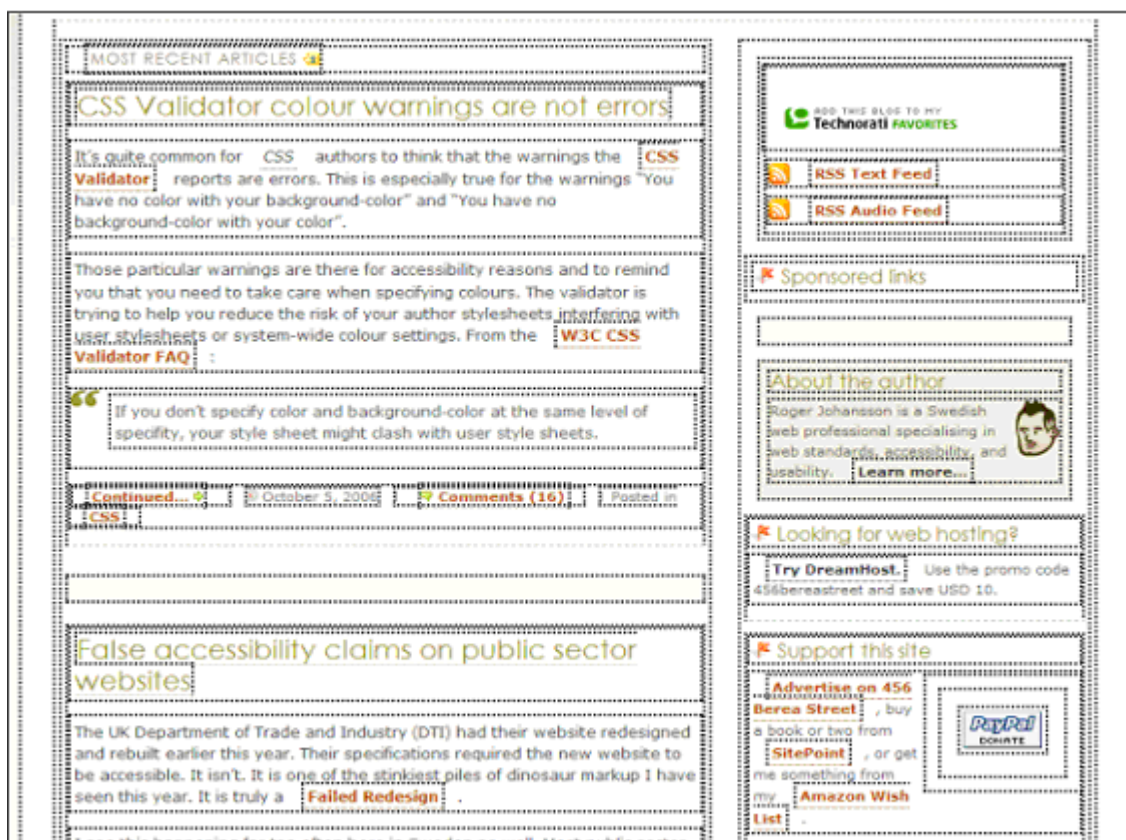 MOST RECENT ARTICLES
CSS Validator colour warnings are not errors
It's quite common for CSS authors to think that the warnings the CSS
Validator reports are errors. This is especially true for the warnings "You
have no color with your background-color" and "You have no
background-color with your color".
Those particular warnings are there for accessibility reasons and to remind
you that you need to take care when specifying colours. The validator is
trying to help you reduce the risk of your author stylesheets interfering with
user stylesheets or system-wide colour settings. From the W3C CSS
Validator FAQ :
“
If you don't specify color and background-color at the same level of
specifity, your style sheet might clash with user style sheets.
Continued... October 5, 2006 Comments (16) Posted in
CSS
False accessibility claims on public sector
websites
The UK Department of Trade and Industry (DTI) had their website redesigned
and rebuilt earlier this year. Their specifications required the new website to
be accessible. It isn't. It is one of the stinkiest piles of dinosaur markup I have
seen this year. It is truly a Failed Redesign .
ADD THIS BLOG TO MY
Technorati FAVORITES
RSS Text Feed
RSS Audio Feed
Sponsored links
About the author
Roger Johansson is a Swedish
web professional specialising in
web standards, accessibility, and
usability. Learn more...
Looking for web hosting?
Try DreamHost. Use the promo code
456bereastreet and save USD 10.
Support this site
Advertise on 456
Berea Street , buy
a book or two from
SitePoint , or get
me something from
my Amazon Wish
List .
PayPal
DONATE